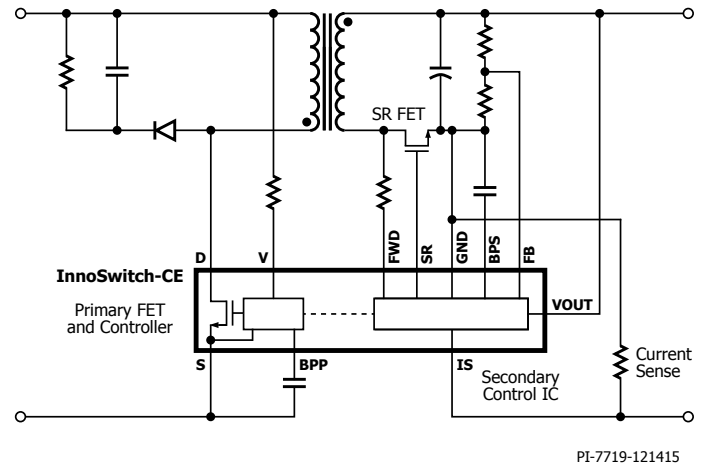 SR FET
D
V
FWD
SR
GND
BPS
FB
InnoSwitch-CE
VOUT
Primary FET
and Controller
S
BPP
IS
Secondary
Control IC
Current
Sense
PI-7719-121415